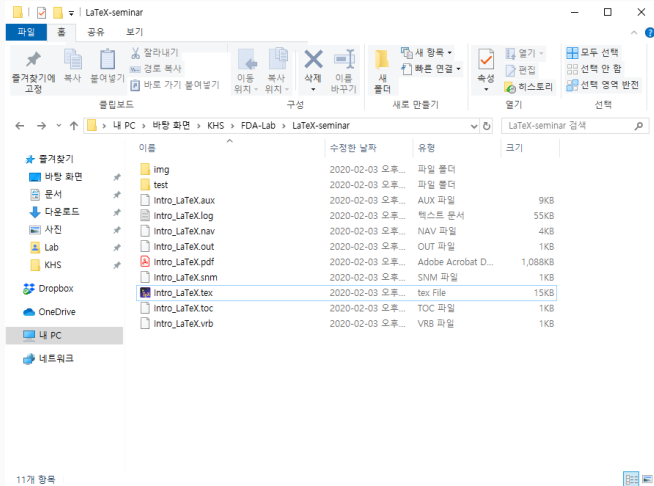 LaTeX-seminar
파일 홈 공유 보기
즐겨찾기에 고정
복사
붙여넣기
잘라내기
경로 복사
바로 가기 붙여넣기
이동 위치
복사 위치
삭제
이름 바꾸기
새 폴더
새 항목
빠른 연결
속성
열기
편집
히스토리
모두 선택
선택 안 함
선택 영역 반전
클립보드 구성 새로 만들기 열기 선택
내 PC > 바탕 화면 > KHS > FDA-Lab > LaTeX-seminar
LaTeX-seminar 검색
즐겨찾기
바탕 화면
문서
다운로드
사진
Lab
KHS
Dropbox
OneDrive
내 PC
네트워크
이름 수정한 날짜 유형 크기
img 2020-02-03 오후... 파일 폴더
test 2020-02-03 오후... 파일 폴더
Intro_LaTeX.aux 2020-02-03 오후... AUX 파일 9KB
Intro_LaTeX.log 2020-02-03 오후... 텍스트 문서 55KB
Intro_LaTeX.nav 2020-02-03 오후... NAV 파일 4KB
Intro_LaTeX.out 2020-02-03 오후... OUT 파일 1KB
Intro_LaTeX.pdf 2020-02-03 오후... Adobe Acrobat D... 1,088KB
Intro_LaTeX.snm 2020-02-03 오후... SNM 파일 1KB
Intro_LaTeX.tex 2020-02-03 오후... tex File 15KB
Intro_LaTeX.toc 2020-02-03 오후... TOC 파일 1KB
Intro_LaTeX.vrb 2020-02-03 오후... VRB 파일 1KB
11개 항목